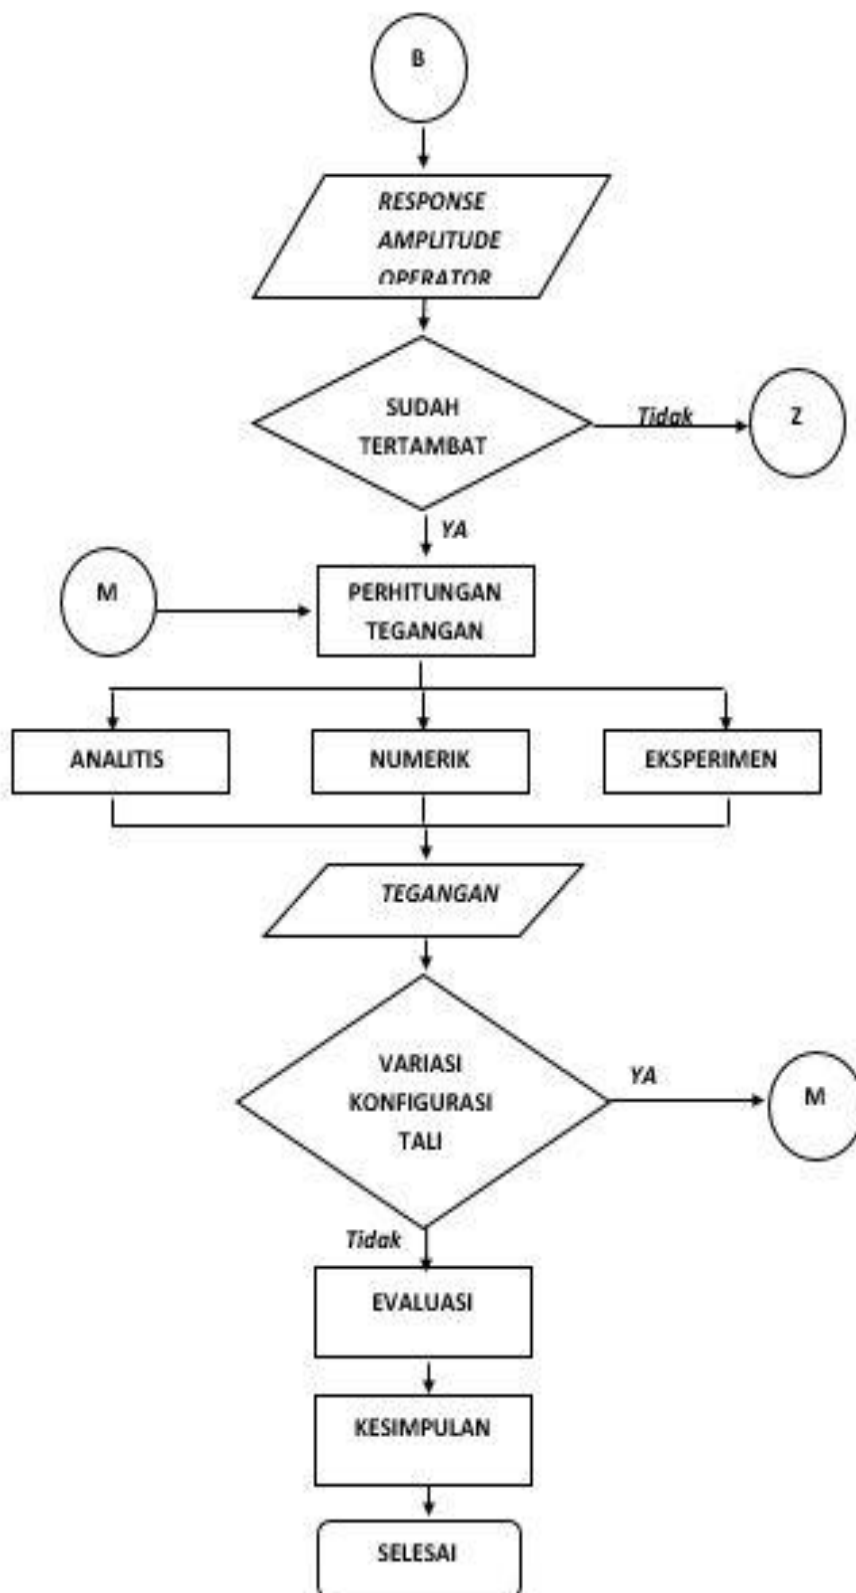 B
RESPONSE
AMPLITUDE
OPERATOR
SUDAH
TERTAMBAT
Tidak
Z
YA
M
PERHITUNGAN
TEGANGAN
ANALITIS
NUMERIK
EKSPERIMEN
TEGANGAN
VARIASI
KONFIGURASI
TALI
YA
M
Tidak
EVALUASI
KESIMPULAN
SELESAI